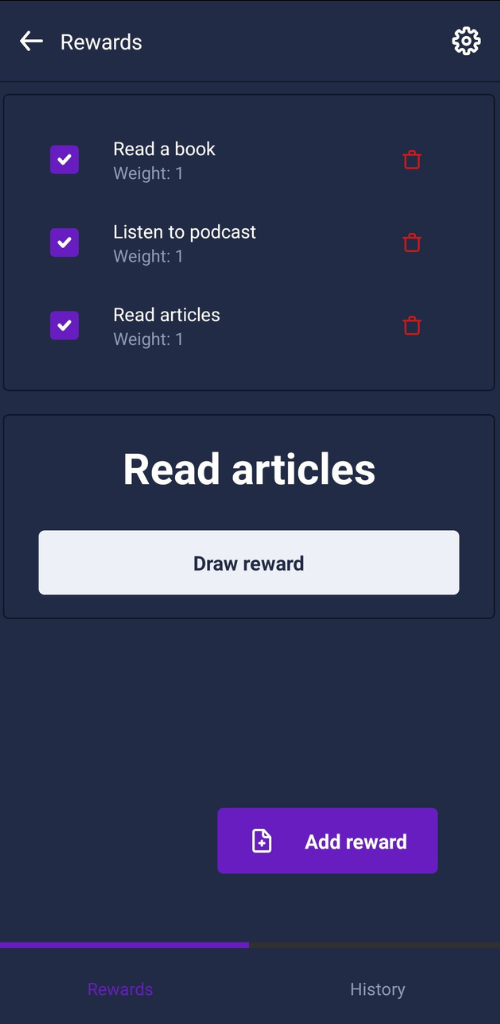 Rewards
Read a book
Weight: 1
Listen to podcast
Weight: 1
Read articles
Weight: 1
Read articles
Draw reward
Add reward
Rewards
History